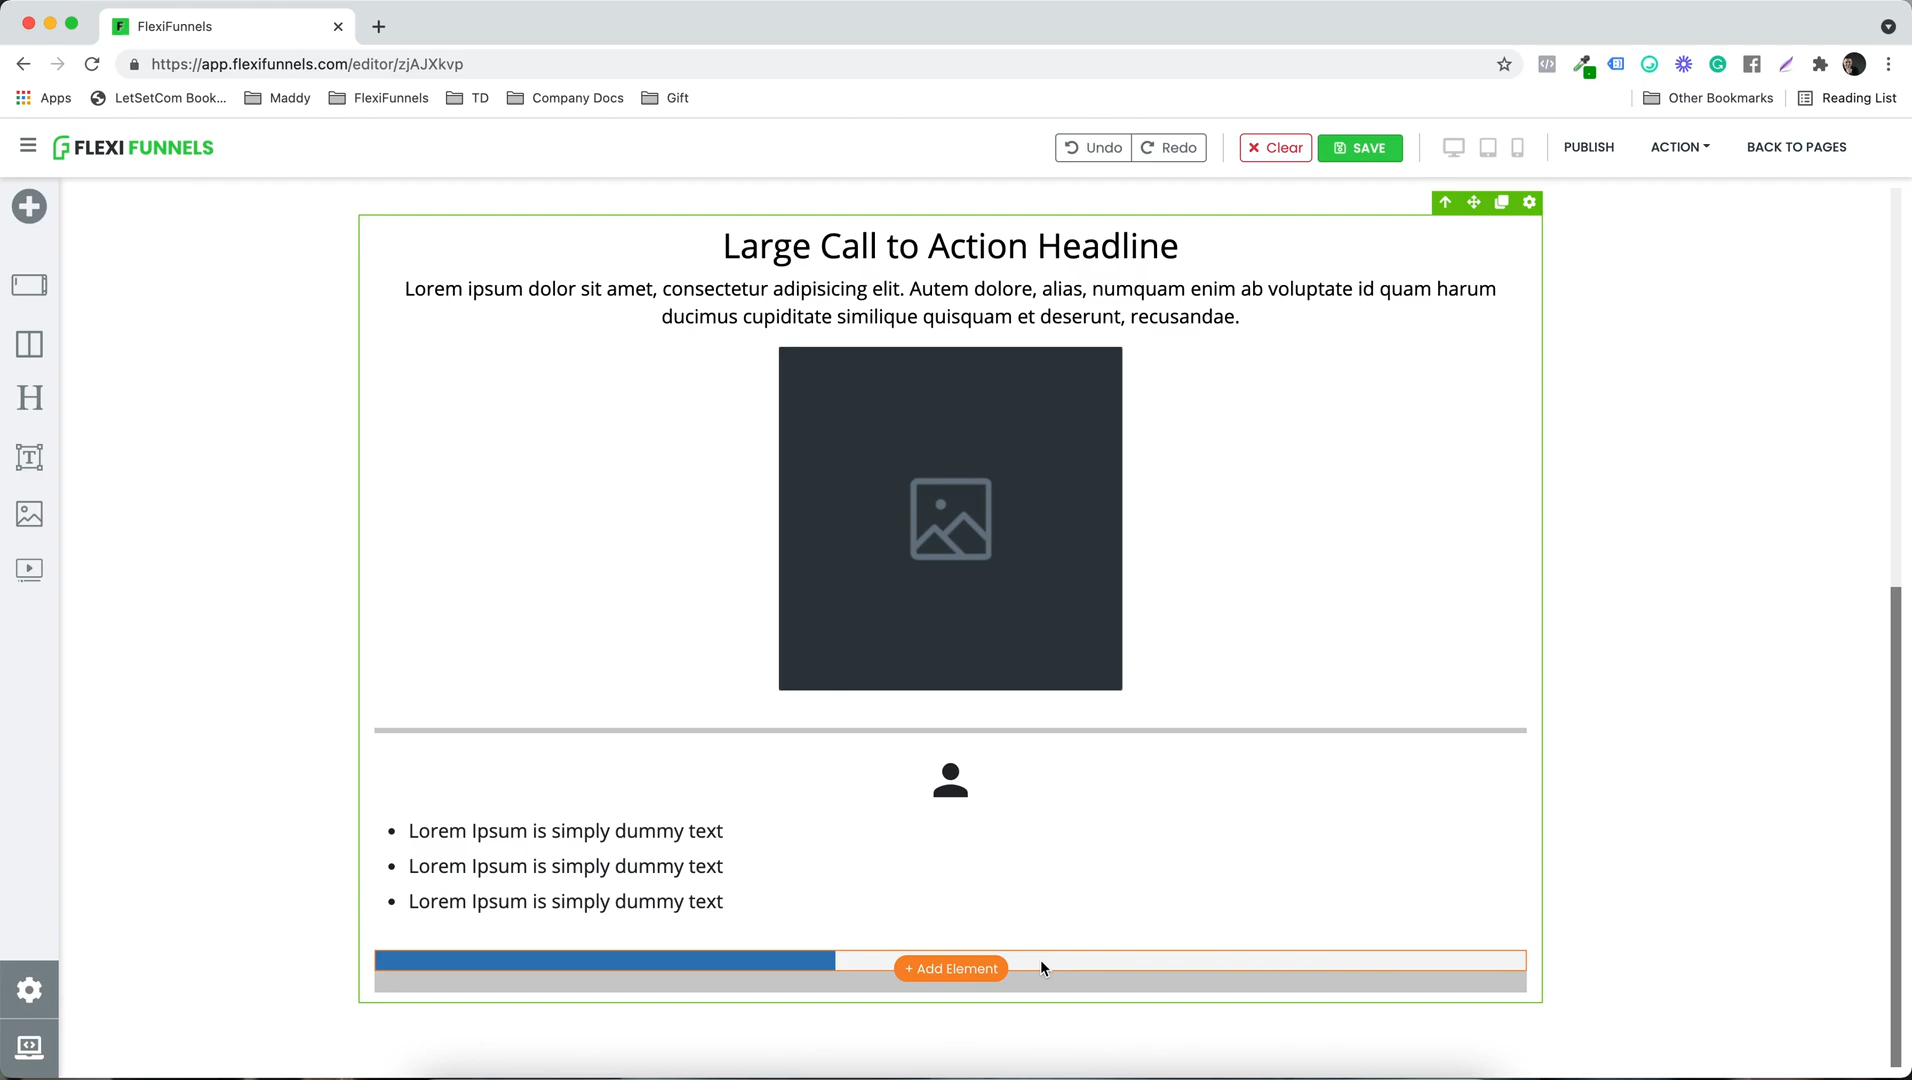 FlexiFunnels
https://app.flexifunnels.com/editor/zjAJXkvp
Apps LetSetCom Book... Maddy FlexiFunnels TD Company Docs Gift Other Bookmarks Reading List
FLEXI FUNNELS Undo Redo Clear SAVE PUBLISH ACTION BACK TO PAGES
Large Call to Action Headline
Lorem ipsum dolor sit amet, consectetur adipisicing elit. Autem dolore, alias, numquam enim ab voluptate id quam harum
ducimus cupiditate similique quisquam et deserunt, recusandae.
• Lorem Ipsum is simply dummy text
• Lorem Ipsum is simply dummy text
• Lorem Ipsum is simply dummy text
+ Add Element